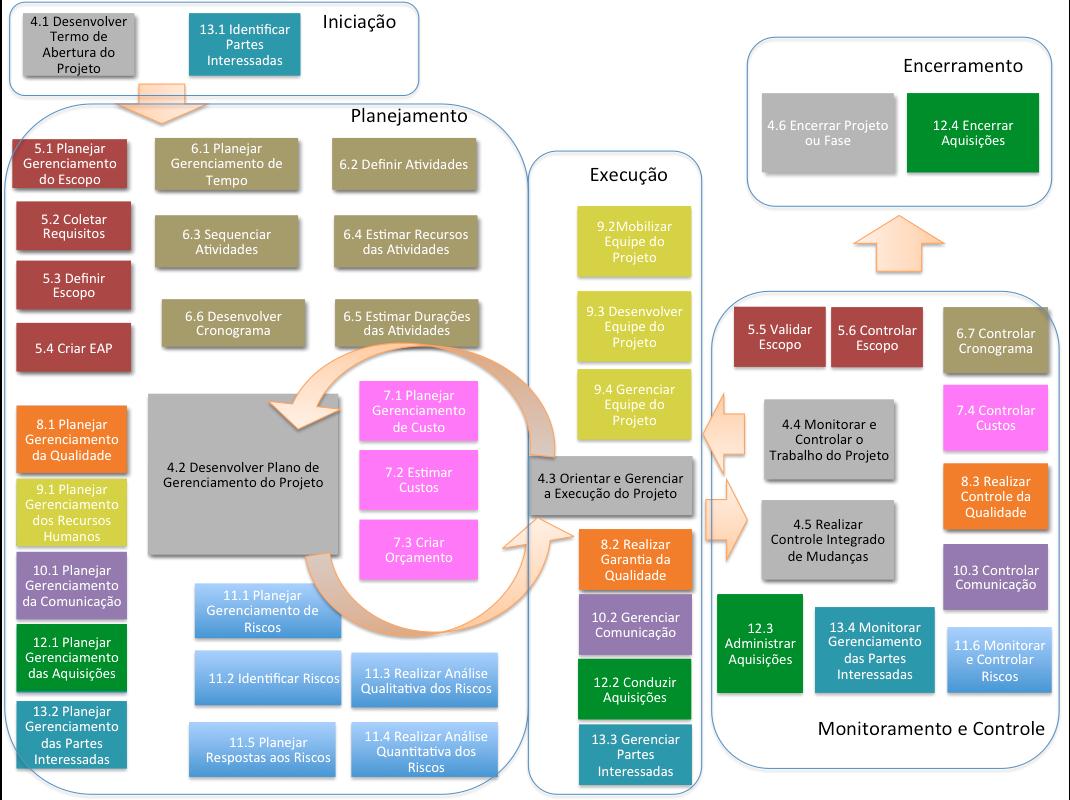 Iniciação
4.1 Desenvolver
Termo de
Abertura do
Projeto
13.1 Identificar
Partes
Interessadas
Planejamento
5.1 Planjar
Gerenciamento
do Escopo
6.1 Planejar
Gerenciamento de
Tempo
6.2 Definir Atividades
5.2 Coletar
Requisitos
6.3 Sequenciar
Atividades
6.4 Estimar Recursos
das Atividades
5.3 Definir
Escopo
6.6 Desenvolver
Cronograma
6.5 Estimar Durações
das Atividades
5.4 Criar EAP
8.1 Planejar
Gerenciamento
da Qualidade
4.2 Desenvolver Plano de
Gerenciamento do Projeto
7.1 Planejar
Gerenciamento
de Custo
7.2 Estimar
Custos
7.3 Criar
Orçamento
9.1 Planejar
Gerenciamento
dos Recursos
Humanos
10.1 Planejar
Gerenciamento
da Comunicação
11.1 Planejar
Gerenciamento de
Riscos
12.1 Planejar
Gerenciamento
das Aquisições
11.2 Identificar Riscos
11.3 Realizar Análise
Qualitativa dos Riscos
13.2 Planejar
Gerenciamento
das Partes
Interessadas
11.5 Planejar
Respostas aos Riscos
11.4 Realizar Análise
Quantitativa dos
Riscos
Execução
9.2Mobilizar
Equipe do
Projeto
9.3 Desenvolver
Equipe do
Projeto
9.4 Gerenciar
Equipe do
Projeto
4.3 Orientar e Gerenciar
a Execução do Projeto
8.2 Realizar
Garantia da
Qualidade
10.2 Gerenciar
Comunicação
12.2 Conduzir
Aquisições
13.3 Gerenciar
Partes
Interessadas
Encerramento
4.6 Encerrar Projeto
ou Fase
12.4 Encerrar
Aquisições
5.5 Validar
Escopo
5.6 Controlar
Escopo
6.7 Controlar
Cronograma
4.4 Monitorar e
Controlar o
Trabalho do Projeto
7.4 Controlar
Custos
4.5 Realizar
Controle Integrado
de Mudanças
8.3 Realizar
Controle da
Qualidade
10.3 Controlar
Comunicação
12.3
Administrar
Aquisições
13.4 Monitorar
Gerenciamento
das Partes
Interessadas
11.6 Monitorar
e Controlar
Riscos
Monitoramento e Controle